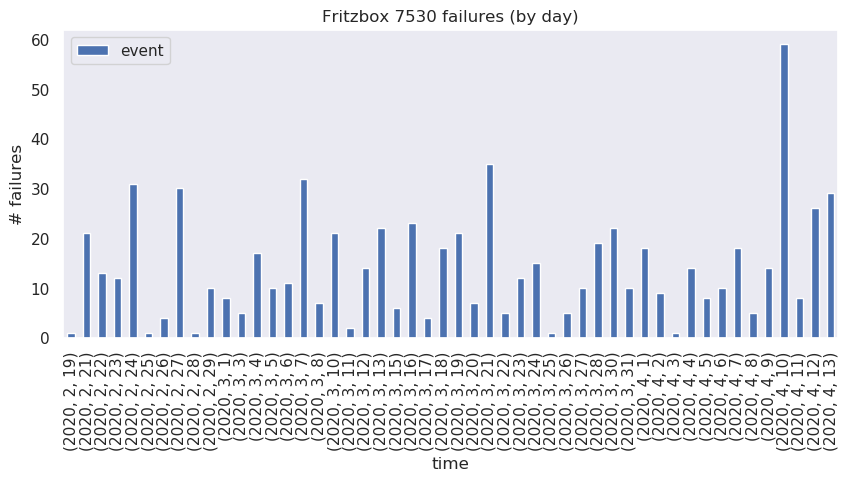 Fritzbox 7530 failures (by day)
event
# failures
60
50
40
30
20
10
0
(2020, 2, 19)
(2020, 2, 21)
(2020, 2, 22)
(2020, 2, 23)
(2020, 2, 24)
(2020, 2, 25)
(2020, 2, 26)
(2020, 2, 27)
(2020, 2, 28)
(2020, 2, 29)
(2020, 3, 1)
(2020, 3, 3)
(2020, 3, 4)
(2020, 3, 5)
(2020, 3, 6)
(2020, 3, 7)
(2020, 3, 8)
(2020, 3, 10)
(2020, 3, 11)
(2020, 3, 12)
(2020, 3, 13)
(2020, 3, 15)
(2020, 3, 16)
(2020, 3, 17)
(2020, 3, 18)
(2020, 3, 19)
(2020, 3, 20)
(2020, 3, 21)
(2020, 3, 22)
(2020, 3, 23)
(2020, 3, 24)
(2020, 3, 25)
(2020, 3, 26)
(2020, 3, 27)
(2020, 3, 28)
(2020, 3, 30)
(2020, 3, 31)
(2020, 4, 1)
(2020, 4, 2)
(2020, 4, 3)
(2020, 4, 4)
(2020, 4, 5)
(2020, 4, 6)
(2020, 4, 7)
(2020, 4, 8)
(2020, 4, 9)
(2020, 4, 10)
(2020, 4, 11)
(2020, 4, 12)
(2020, 4, 13)
time